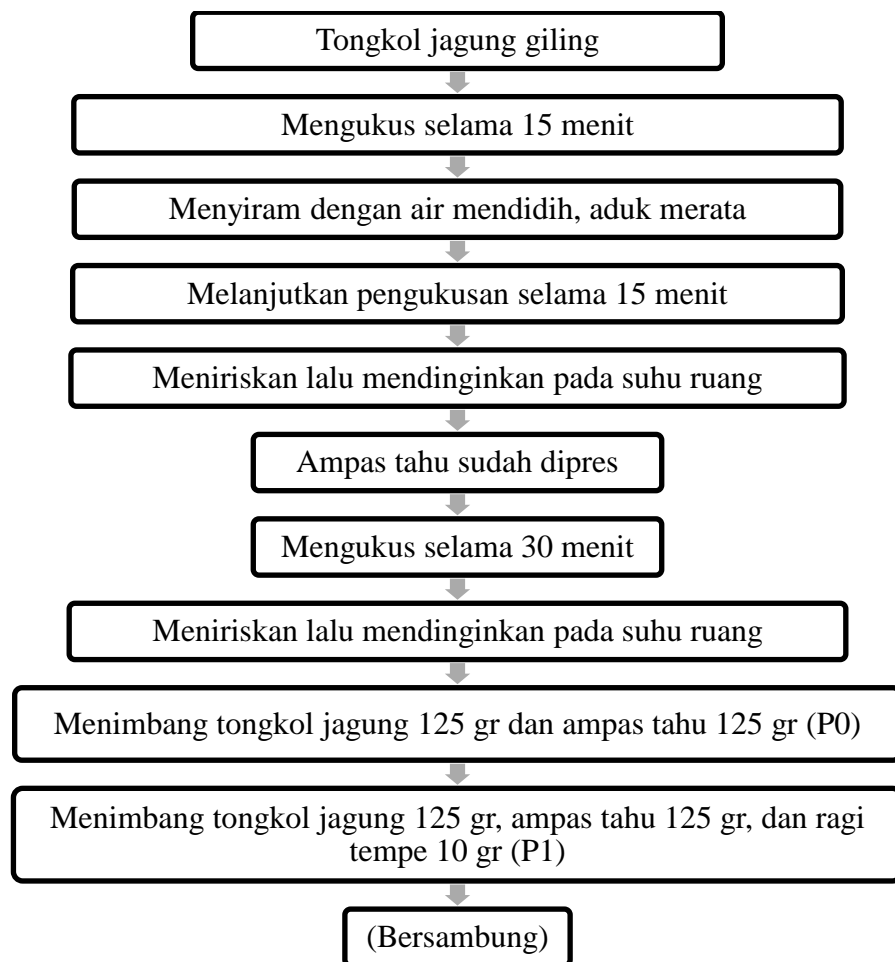 Tongkol jagung giling
Mengukus selama 15 menit
Menyiram dengan air mendidih, aduk merata
Melanjutkan pengukusan selama 15 menit
Meniriskan lalu mendinginkan pada suhu ruang
Ampas tahu sudah dipres
Mengukus selama 30 menit
Meniriskan lalu mendinginkan pada suhu ruang
Menimbang tongkol jagung 125 gr dan ampas tahu 125 gr (P0)
Menimbang tongkol jagung 125 gr, ampas tahu 125 gr, dan ragi
tempe 10 gr (P1)
(Bersambung)